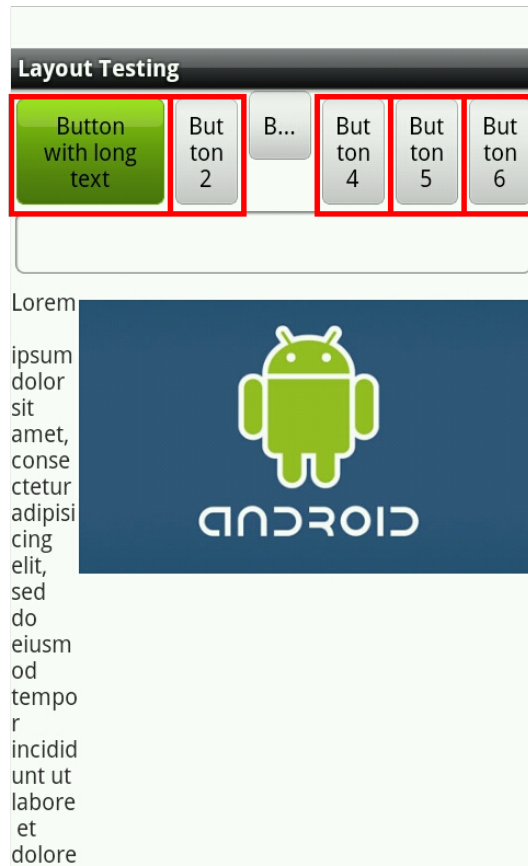 Layout Testing
Button
with long
text
But
ton
2
B...
But
ton
4
But
ton
5
But
ton
6
Lorem
ipsum
dolor
sit
amet,
conse
ctetur
adipisi
cing
elit,
sed
do
eiusm
od
tempo
r
incidid
unt ut
labore
et
dolore
ANDROID